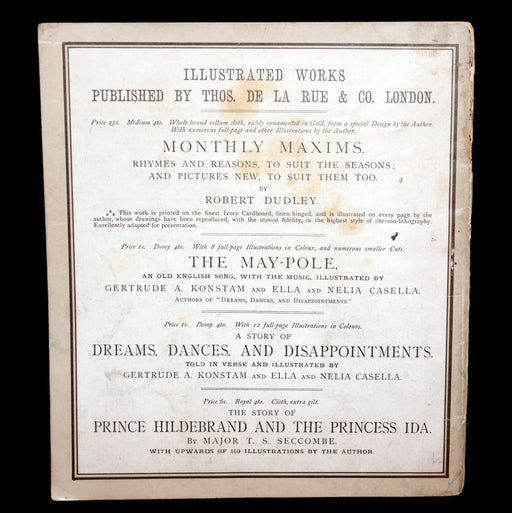 ILLUSTRATED WORKS
PUBLISHED BY THOS. DE LA RUE & CO. LONDON.
Price 25s. Medium 4to. Whole bound vellum cloth, richly ornamented in Gold, from a special Design by the Author.
With numerous full-page and other Illustrations by the Author.
MONTHLY MAXIMS.
RHYMES AND REASONS, TO SUIT THE SEASONS;
AND PICTURES NEW, TO SUIT THEM TOO.
BY
ROBERT DUDLEY.
⁂ This work is printed on the finest Ivory Cardboard, linen-hinged, and is illustrated on every page by the
author, whose drawings have been reproduced, with the utmost fidelity, in the highest style of chromo-lithography.
Excellently adapted for presentation.
Price 1s. Demy 4to. With 8 full-page Illustrations in Colour, and numerous smaller Cuts.
THE MAY-POLE,
AN OLD ENGLISH SONG, WITH THE MUSIC, ILLUSTRATED BY
GERTRUDE A. KONSTAM AND ELLA AND NELIA CASELLA,
AUTHORS OF "DREAMS, DANCES, AND DISAPPOINTMENTS."
Price 1s. Demy 4to. With 12 full-page Illustrations in Colours.
A STORY OF
DREAMS, DANCES, AND DISAPPOINTMENTS.
TOLD IN VERSE AND ILLUSTRATED BY
GERTRUDE A. KONSTAM AND ELLA AND NELIA CASELLA.
Price 6s. Royal 4to. Cloth, extra gilt.
THE STORY OF
PRINCE HILDEBRAND AND THE PRINCESS IDA.
BY MAJOR T. S. SECCOMBE.
WITH UPWARDS OF 110 ILLUSTRATIONS BY THE AUTHOR.